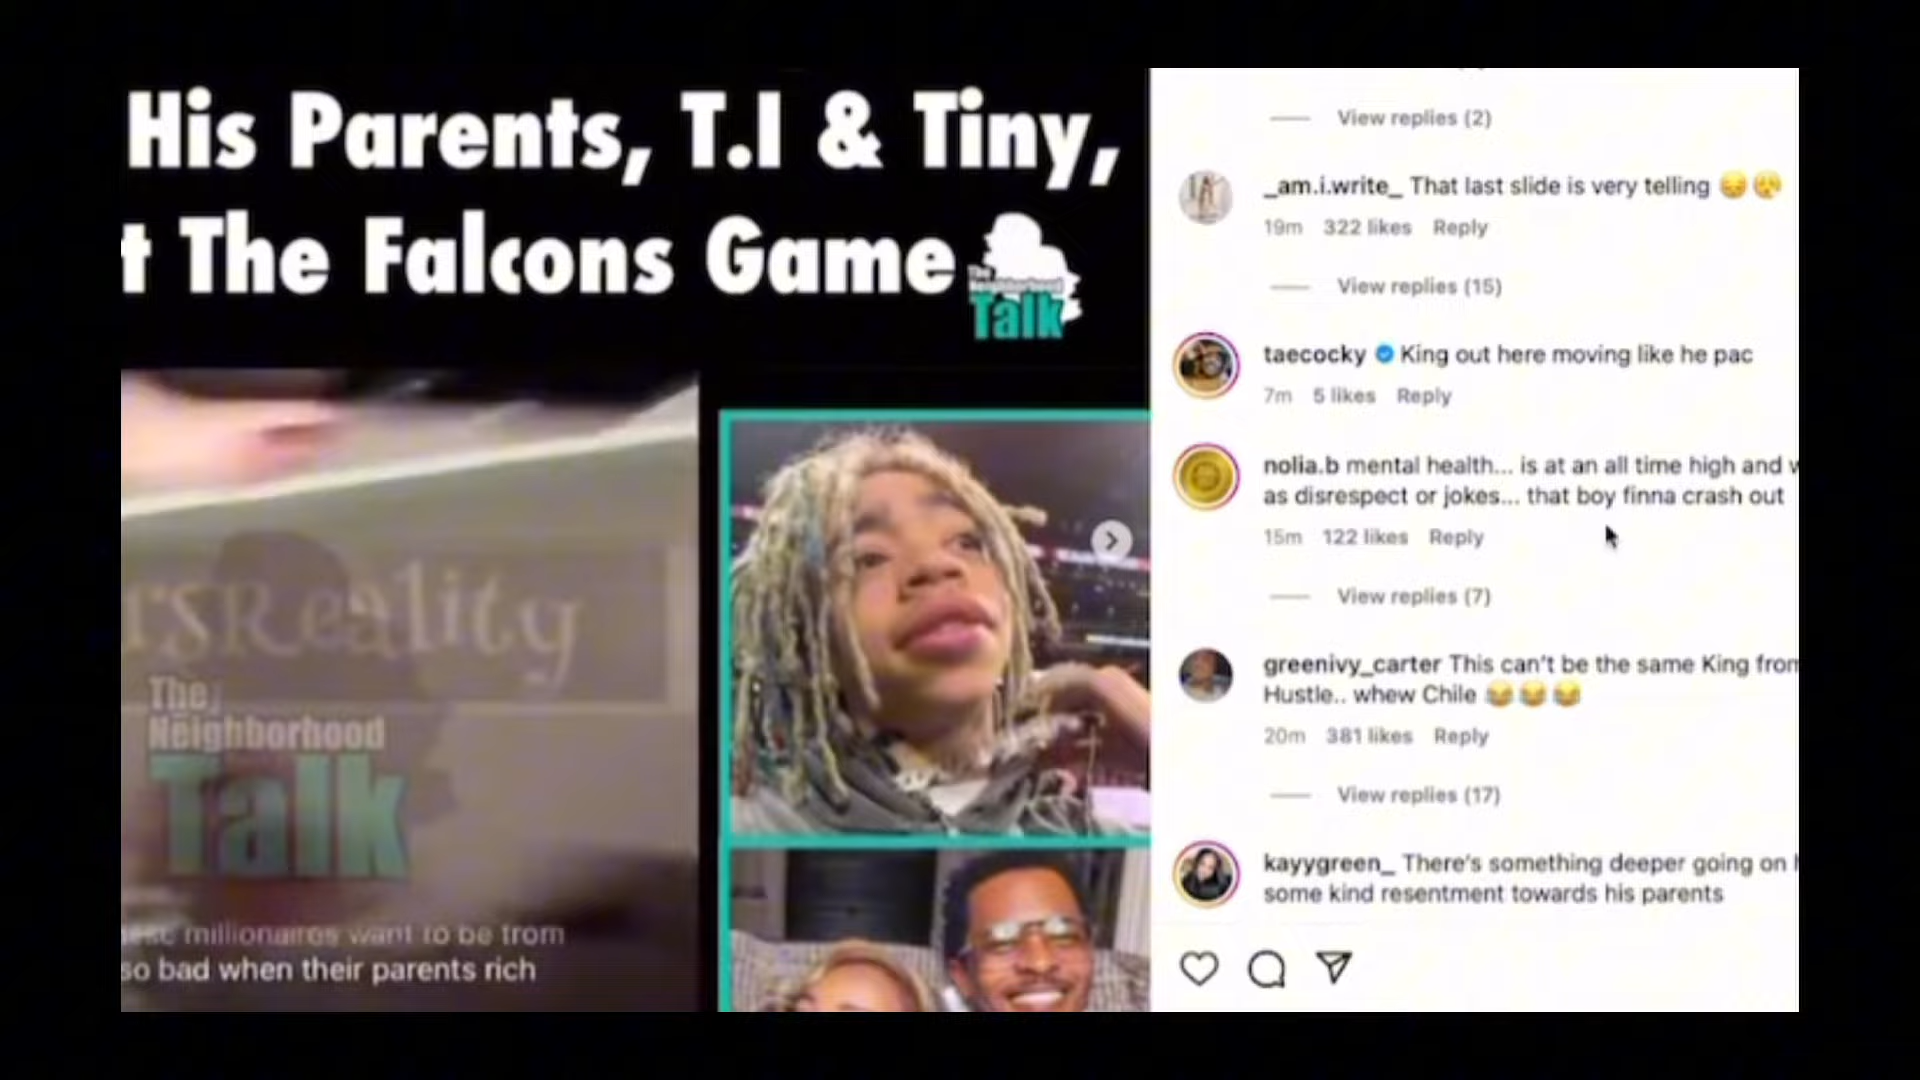 His Parents, T.I & Tiny,
t The Falcons Game
The
Neighborhood
Talk
rsReality
The
Neighborhood
Talk
millionaires want to be from
so bad when their parents rich
View replies (2)
_am.i.write_ That last slide is very telling 😔 🫣
19m 322 likes Reply
View replies (15)
taecocky King out here moving like he pac
7m 5 likes Reply
nolia.b mental health... is at an all time high and w
as disrespect or jokes... that boy finna crash out
15m 122 likes Reply
View replies (7)
greenivy_carter This can't be the same King from
Hustle.. whew Chile 😂 😂 😂
20m 381 likes Reply
View replies (17)
kayygreen_ There's something deeper going on
some kind resentment towards his parents